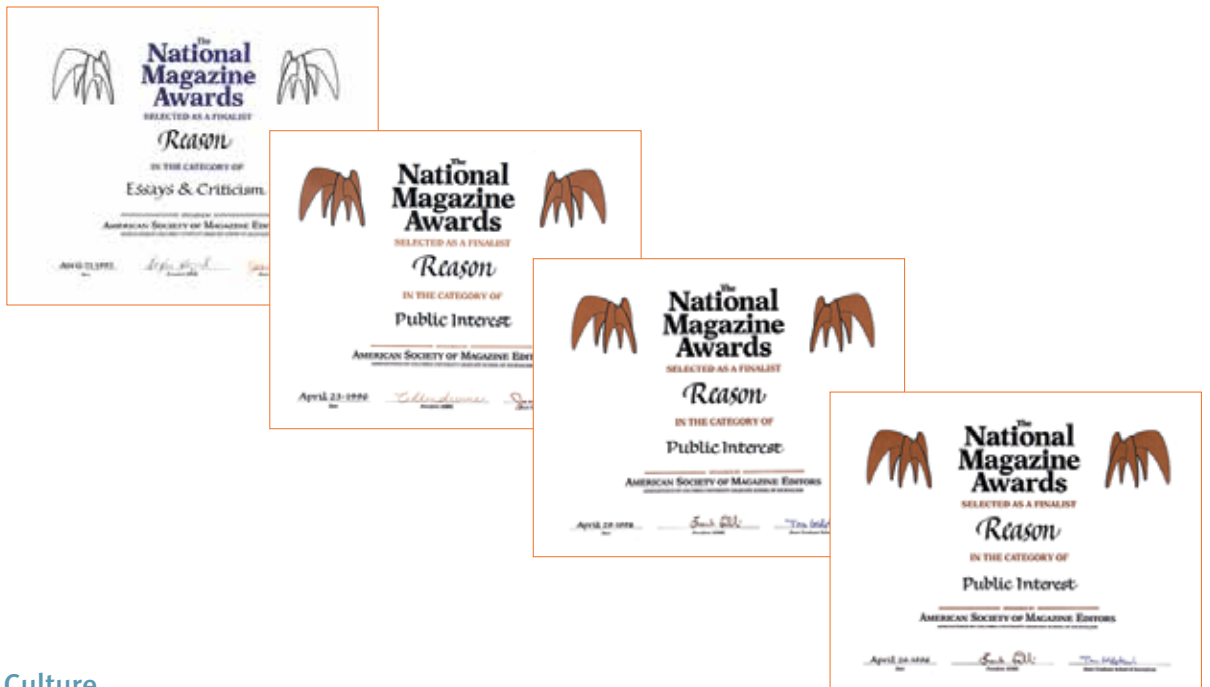 The
National
Magazine
Awards
SELECTED AS A FINALIST
Reason
IN THE CATEGORY OF
Essays & Criticism
AMERICAN SOCIETY OF MAGAZINE
The
National
Magazine
Awards
SELECTED AS A FINALIST
Reason
IN THE CATEGORY OF
Public Interest
AMERICAN SOCIETY OF MAGAZINE
April 23-1996
The
National
Magazine
Awards
SELECTED AS A FINALIST
Reason
IN THE CATEGORY OF
Public Interest
AMERICAN SOCIETY OF MAGAZINE EDITORS
The
National
Magazine
Awards
SELECTED AS A FINALIST
Reason
IN THE CATEGORY OF
Public Interest
AMERICAN SOCIETY OF MAGAZINE EDITORS
Culture